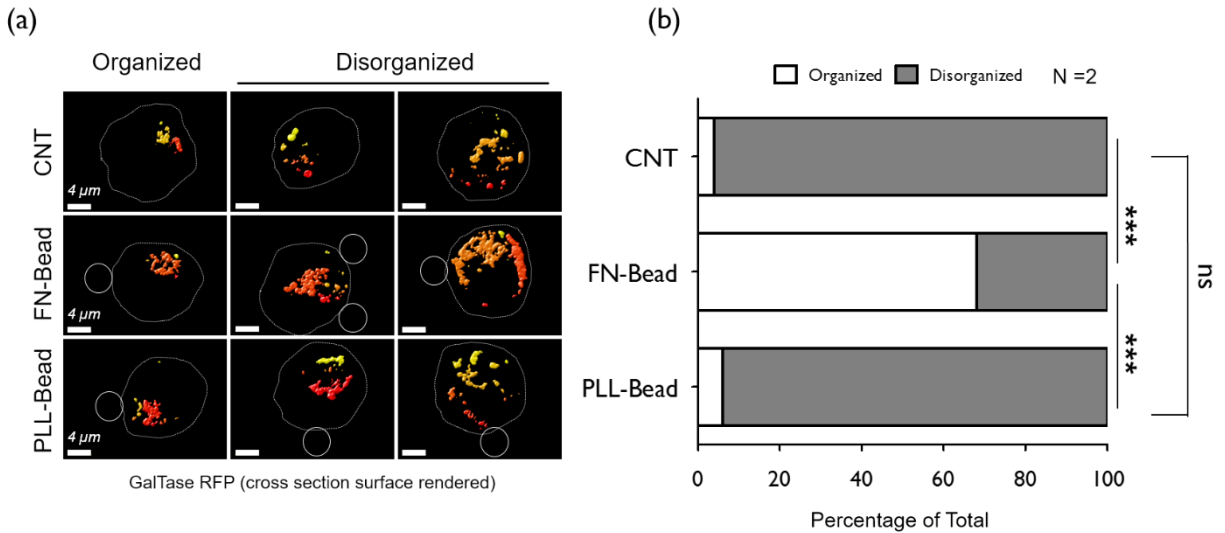 (a)
Organized Disorganized
CNT
4 µm
FN-Bead
4 µm
PLL-Bead
4 µm
GalTase RFP (cross section surface rendered)
(b)
Organized Disorganized N =2
CNT
FN-Bead
PLL-Bead
***
***
ns
0 20 40 60 80 100
Percentage of Total